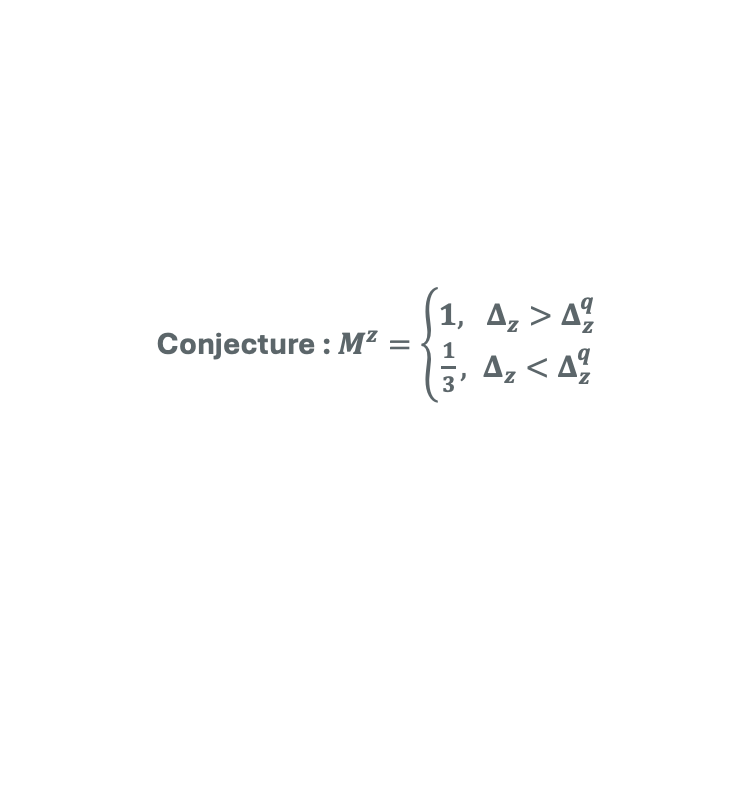 Conjecture : M^z = { 1, Δ_z > Δ_z^q
1/3, Δ_z < Δ_z^q